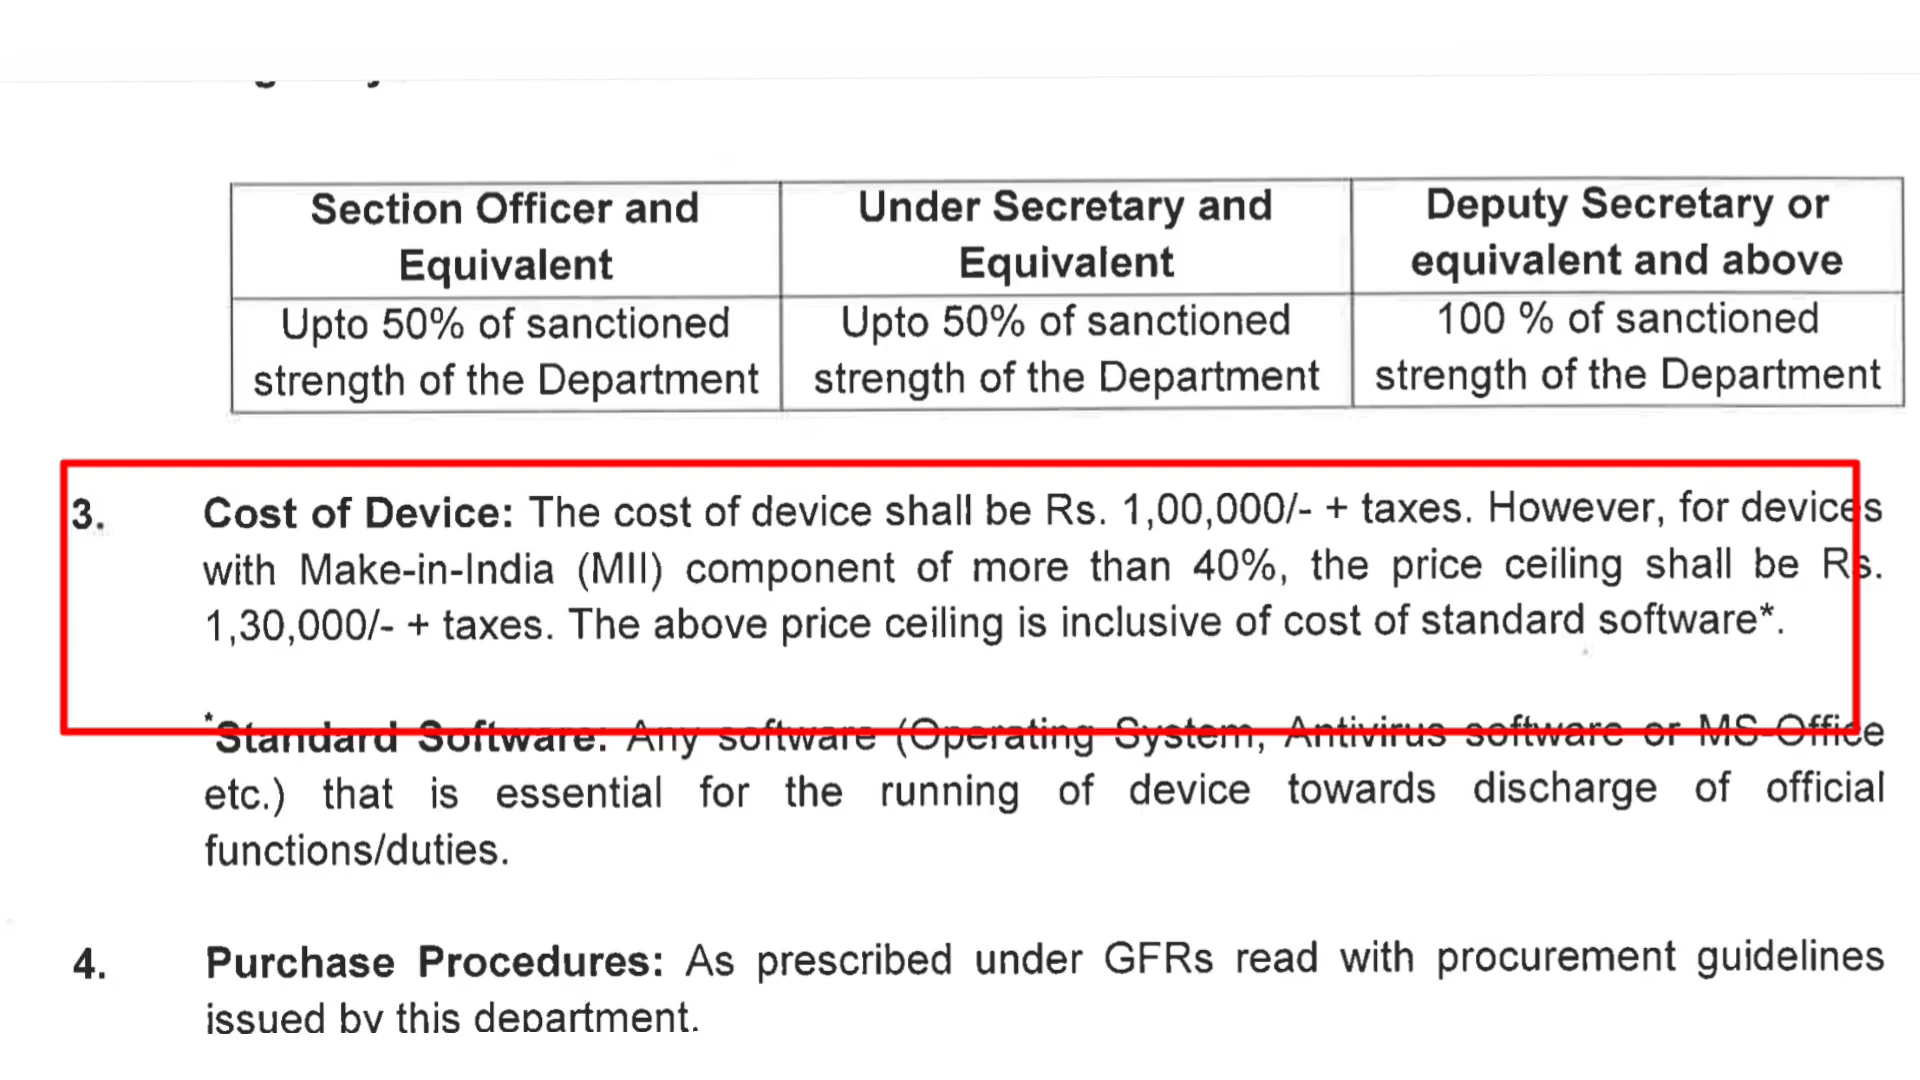 Section Officer and
Equivalent
Under Secretary and
Equivalent
Deputy Secretary or
equivalent and above
Upto 50% of sanctioned
strength of the Department
Upto 50% of sanctioned
strength of the Department
100 % of sanctioned
strength of the Department
3. Cost of Device: The cost of device shall be Rs. 1,00,000/- + taxes. However, for devices
with Make-in-India (MII) component of more than 40%, the price ceiling shall be Rs.
1,30,000/- + taxes. The above price ceiling is inclusive of cost of standard software*.
*Standard Software: Any software (Operating System, Antivirus software or MS-Office
etc.) that is essential for the running of device towards discharge of official
functions/duties.
4. Purchase Procedures: As prescribed under GFRs read with procurement guidelines
issued by this department.